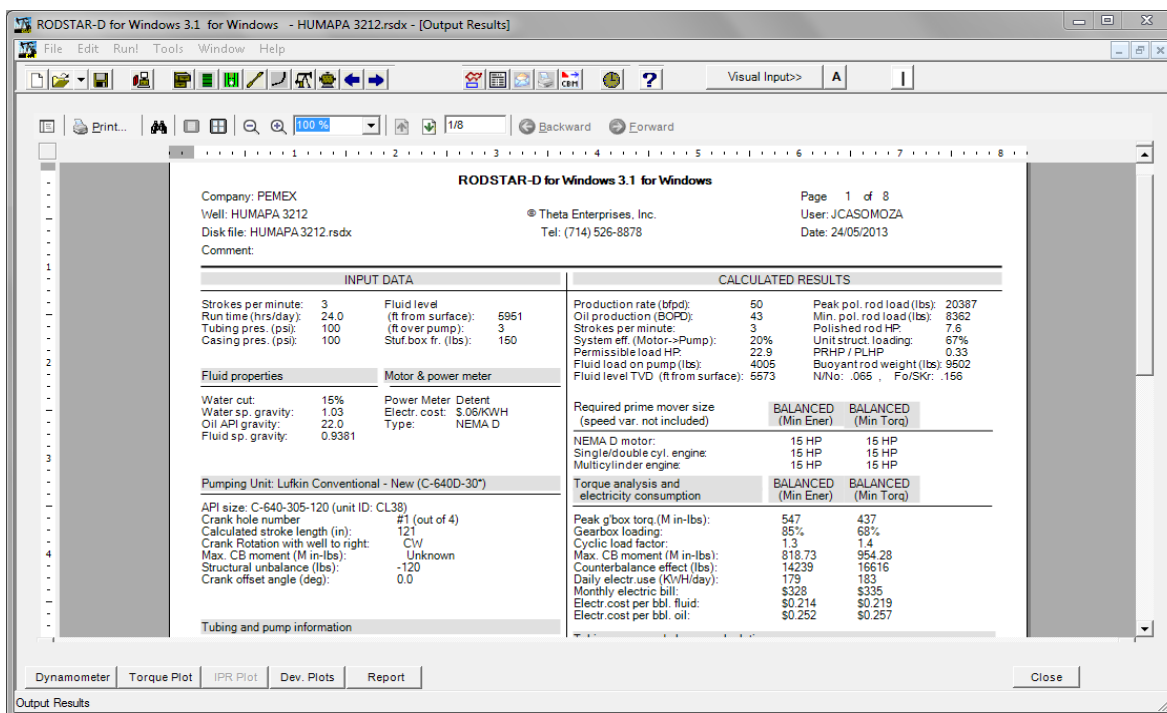 RODSTAR-D for Windows 3.1 for Windows - HUMAPA 3212.rsdx - [Output Results]
File Edit Run! Tools Window Help
CBM ? Visual Input>> A
Print... 100 % 1/8 Backward Forward
1 2 3 4 5 6 7 8
RODSTAR-D for Windows 3.1 for Windows
Company: PEMEX Page 1 of 8
Well: HUMAPA 3212 ® Theta Enterprises, Inc. User: JCASOMOZA
Disk file: HUMAPA 3212.rsdx Tel: (714) 526-8878 Date: 24/05/2013
Comment:
INPUT DATA
Strokes per minute: 3 Fluid level
Run time (hrs/day): 24.0 (ft from surface): 5951
Tubing pres. (psi): 100 (ft over pump): 3
Casing pres. (psi): 100 Stuf.box fr. (lbs): 150
Fluid properties Motor & power meter
Water cut: 15% Power Meter Detent
Water sp. gravity: 1.03 Electr. cost: $.06/KWH
Oil API gravity: 22.0 Type: NEMA D
Fluid sp. gravity: 0.9381
Pumping Unit: Lufkin Conventional - New (C-640D-30*)
API size: C-640-305-120 (unit ID: CL38)
Crank hole number #1 (out of 4)
Calculated stroke length (in): 121
Crank Rotation with well to right: CW
Max. CB moment (M in-lbs): Unknown
Structural unbalance (lbs): -120
Crank offset angle (deg): 0.0
Tubing and pump information
CALCULATED RESULTS
Production rate (bfpd): 50 Peak pol. rod load (lbs): 20387
Oil production (BOPD): 43 Min. pol. rod load (lbs): 8362
Strokes per minute: 3 Polished rod HP: 7.6
System eff. (Motor->Pump): 20% Unit struct. loading: 67%
Permissible load HP: 22.9 PRHP / PLHP 0.33
Fluid load on pump (lbs): 4005 Buoyant rod weight (lbs): 9502
Fluid level TVD (ft from surface): 5573 N/No: .065 , Fo/SKr: .156
Required prime mover size BALANCED BALANCED
(speed var. not included) (Min Ener) (Min Torq)
NEMA D motor: 15 HP 15 HP
Single/double cyl. engine: 15 HP 15 HP
Multicylinder engine: 15 HP 15 HP
Torque analysis and BALANCED BALANCED
electricity consumption (Min Ener) (Min Torq)
Peak g'box torq.(M in-lbs): 547 437
Gearbox loading: 85% 68%
Cyclic load factor: 1.3 1.4
Max. CB moment (M in-lbs): 818.73 954.28
Counterbalance effect (lbs): 14239 16616
Daily electr.use (KWH/day): 179 183
Monthly electric bill: $328 $335
Electr.cost per bbl. fluid: $0.214 $0.219
Electr.cost per bbl. oil: $0.252 $0.257
1
2
3
4
Dynamometer Torque Plot IPR Plot Dev. Plots Report Close
Output Results